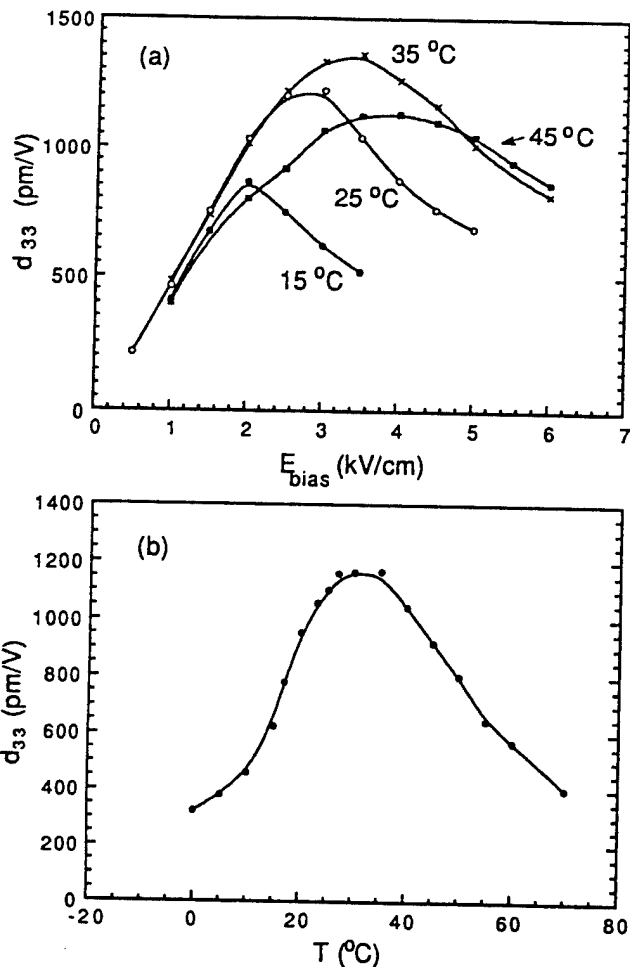 1500
(a)
35 °C
1000
45 °C
d33 (pm/V)
25 °C
500
15 °C
0
0 1 2 3 4 5 6 7
Ebias (kV/cm)
1400
(b)
1200
1000
d33 (pm/V)
800
600
400
200
0
-20 0 20 40 60 80
T (°C)